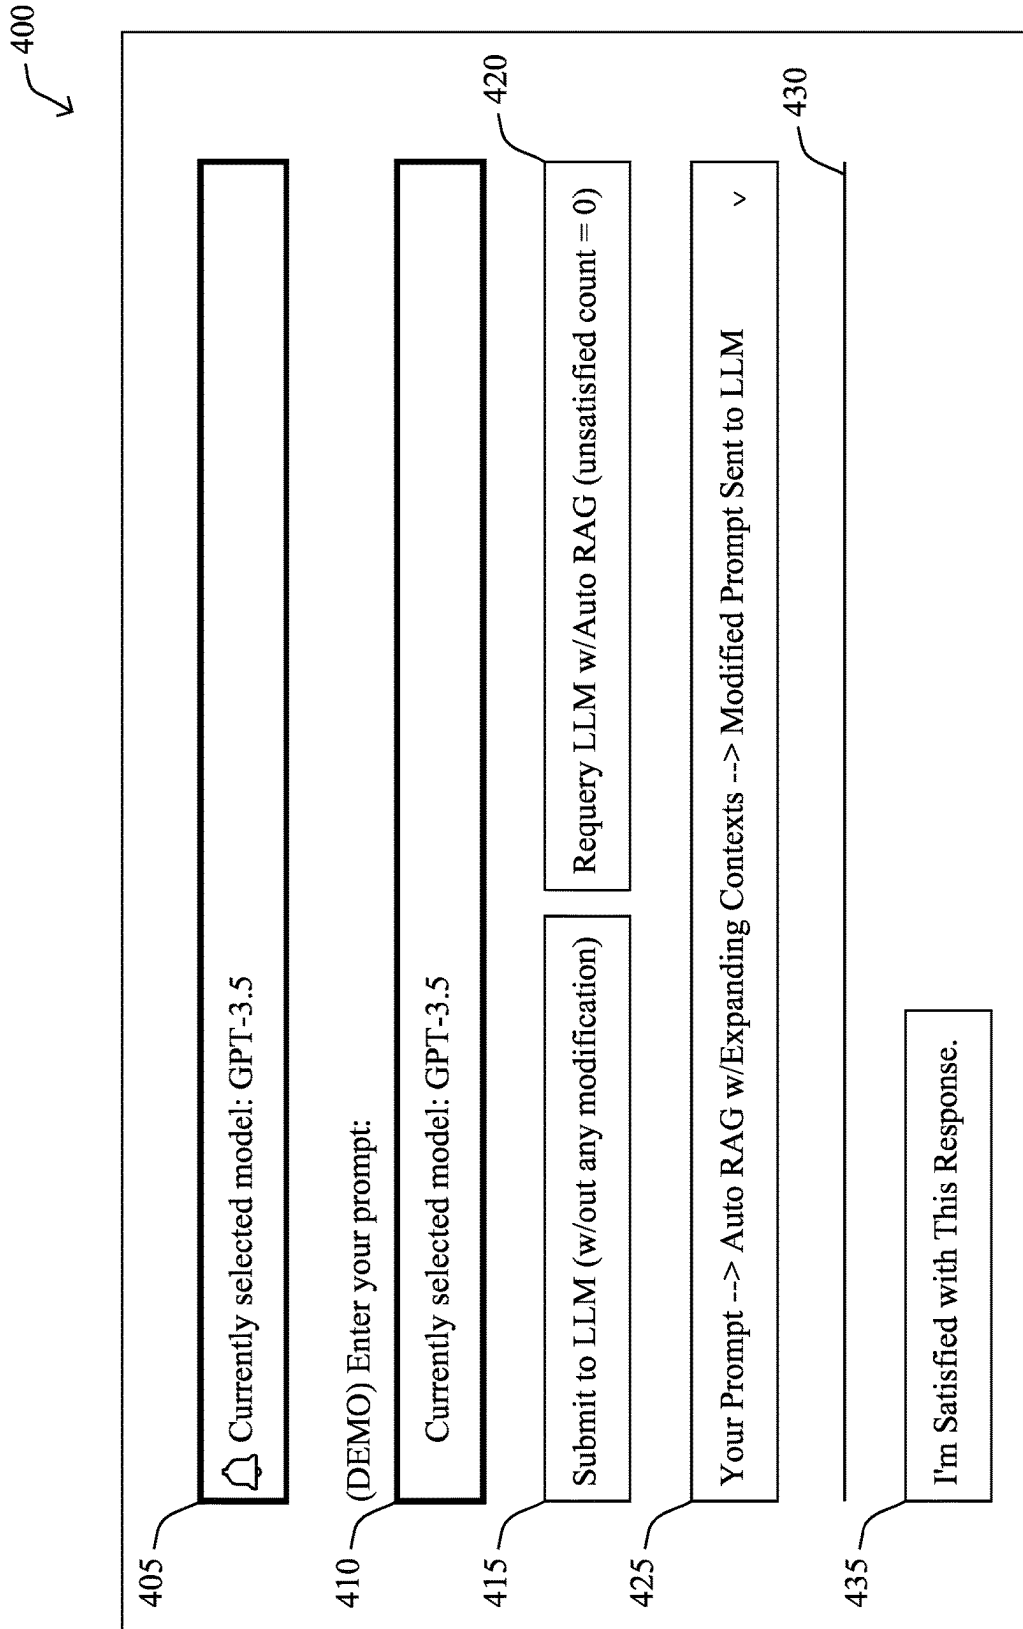 400
405
Currently selected model: GPT-3.5
(DEMO) Enter your prompt:
410
Currently selected model: GPT-3.5
415
Submit to LLM (w/out any modification)
420
Requery LLM w/Auto RAG (unsatisfied count = 0)
425
Your Prompt --> Auto RAG w/Expanding Contexts --> Modified Prompt Sent to LLM v
430
435
I'm Satisfied with This Response.